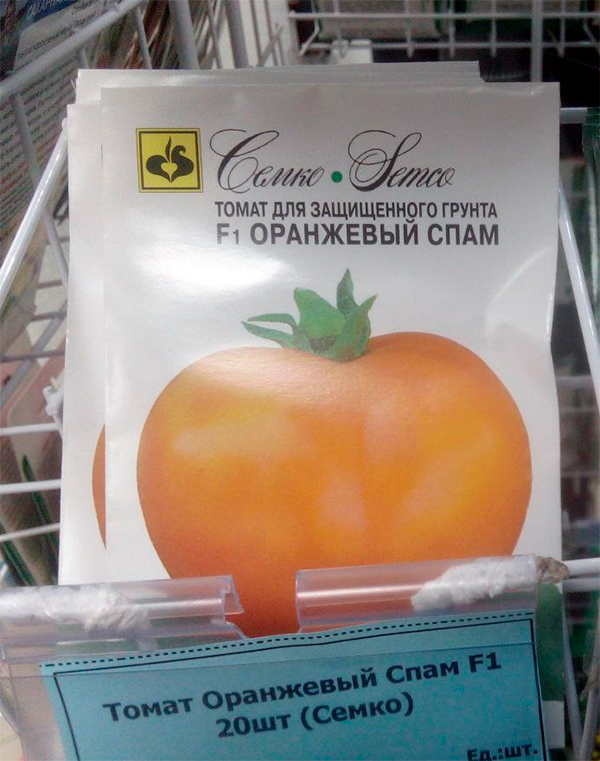 Семко • Semco
ТОМАТ ДЛЯ ЗАЩИЩЕННОГО ГРУНТА
F1 ОРАНЖЕВЫЙ СПАМ
Томат Оранжевый Спам F1
20шт (Семко)
Ед.:шт.